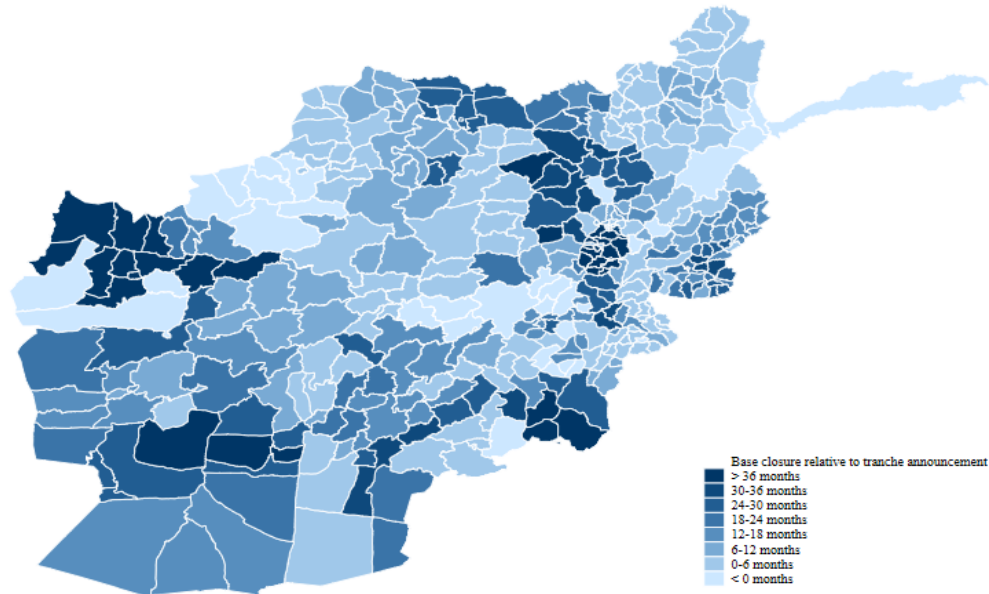 Base closure relative to tranche announcement
> 36 months
30-36 months
24-30 months
18-24 months
12-18 months
6-12 months
0-6 months
< 0 months